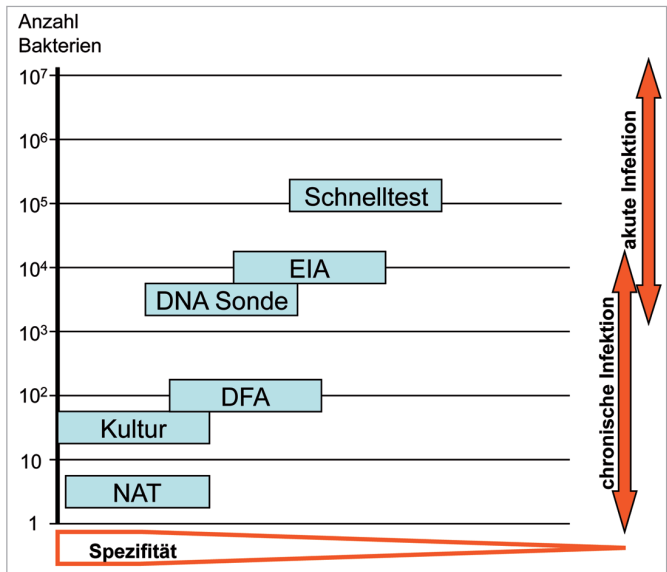 Anzahl
Bakterien
10⁷
10⁶
Schnelltest
10⁵
EIA
10⁴
DNA Sonde
10³
DFA
10²
Kultur
10
NAT
1
Spezifität
akute Infektion
chronische Infektion